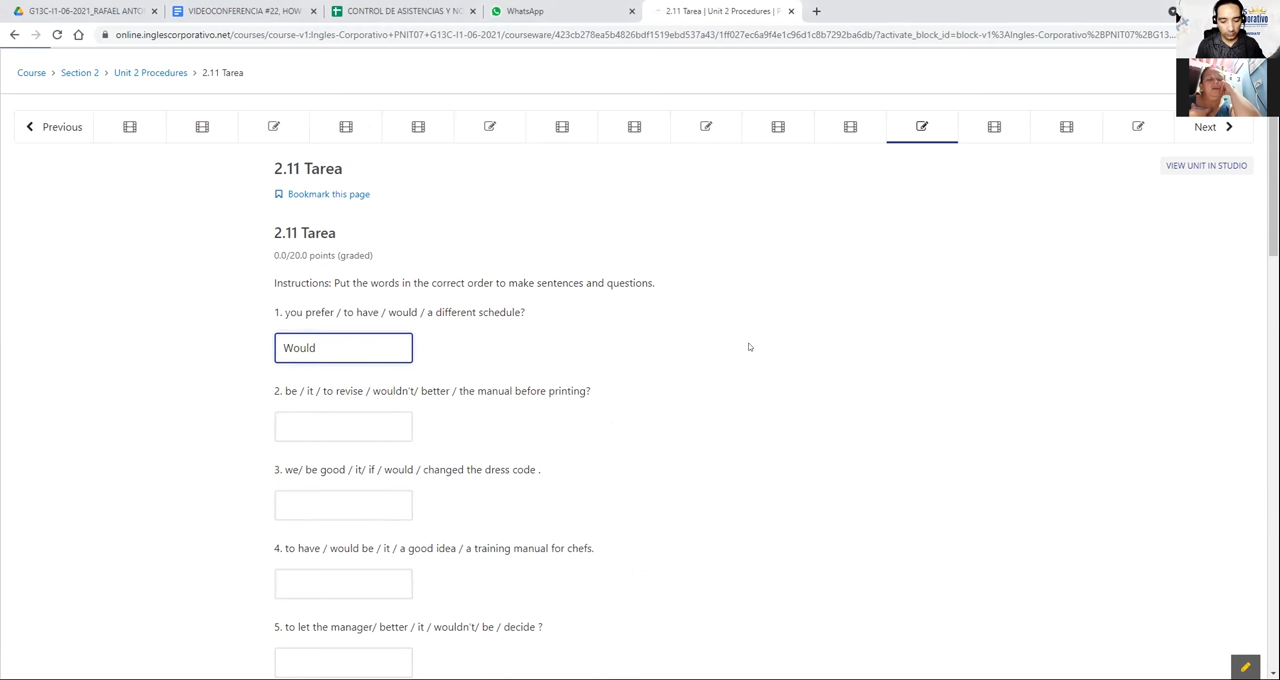 G13C-I1-06-2021_RAFAEL ANTO
VIDEOCONFERENCIA #22, HOW
CONTROL DE ASISTENCIAS Y NO
WhatsApp
2.11 Tarea | Unit 2 Procedures | P
online.inglescorporativo.net/courses/course-v1:Ingles-Corporativo+PNIT07+G13C-I1-06-2021/courseware/423cb278ea5b4826bdf1519ebd537a43/1ff027ec6a9f4e1c96d1c8b7292ba6db/?activate_block_id=block-v1%3AIngles-Corporativo%2BPNIT07%2BG13...
Course > Section 2 > Unit 2 Procedures > 2.11 Tarea
Previous
Next
2.11 Tarea
VIEW UNIT IN STUDIO
Bookmark this page
2.11 Tarea
0.0/20.0 points (graded)
Instructions: Put the words in the correct order to make sentences and questions.
1. you prefer / to have / would / a different schedule?
Would
2. be / it / to revise / wouldn't/ better / the manual before printing?
3. we/ be good / it/ if / would / changed the dress code .
4. to have / would be / it / a good idea / a training manual for chefs.
5. to let the manager/ better / it / wouldn't/ be / decide ?